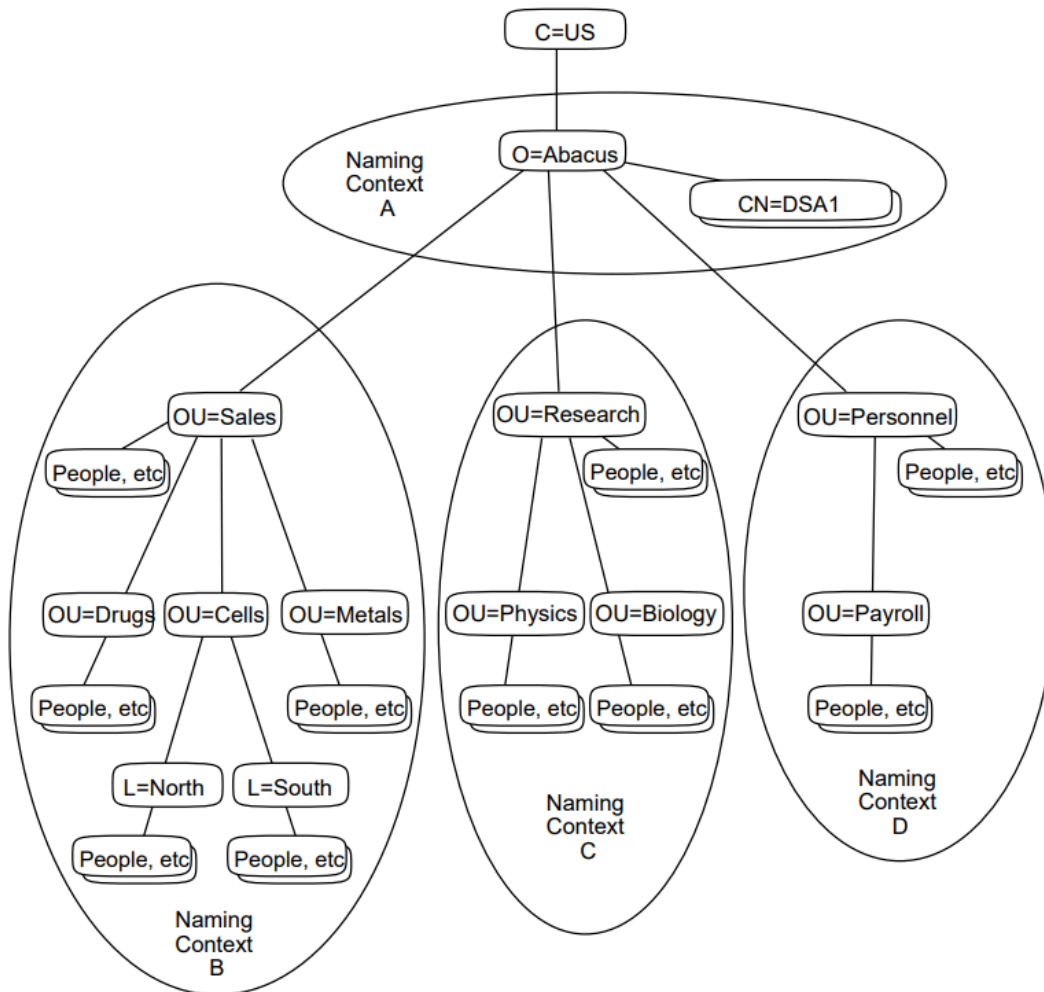 C=US
O=Abacus
Naming
Context
A
CN=DSA1
OU=Sales
OU=Research
OU=Personnel
People, etc
People, etc
People, etc
OU=Drugs
OU=Cells
OU=Metals
OU=Physics
OU=Biology
OU=Payroll
People, etc
People, etc
People, etc
People, etc
People, etc
L=North
L=South
Naming
Context
C
Naming
Context
D
People, etc
People, etc
Naming
Context
B